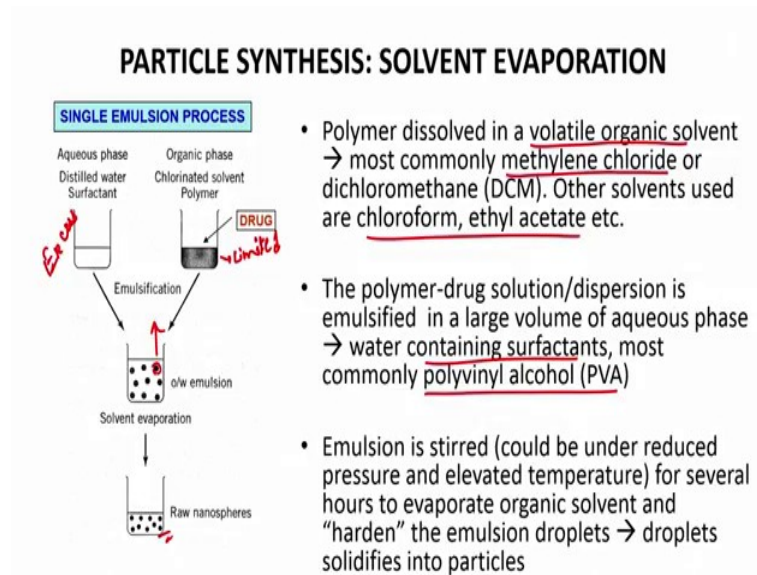 PARTICLE SYNTHESIS: SOLVENT EVAPORATION
SINGLE EMULSION PROCESS
Aqueous phase
Distilled water
Surfactant
Organic phase
Chlorinated solvent
Polymer
DRUG
Excess
Limited
Emulsification
o/w emulsion
Solvent evaporation
Raw nanospheres
• Polymer dissolved in a volatile organic solvent
→ most commonly methylene chloride or
dichloromethane (DCM). Other solvents used
are chloroform, ethyl acetate etc.
• The polymer-drug solution/dispersion is
emulsified in a large volume of aqueous phase
→ water containing surfactants, most
commonly polyvinyl alcohol (PVA)
• Emulsion is stirred (could be under reduced
pressure and elevated temperature) for several
hours to evaporate organic solvent and
“harden” the emulsion droplets → droplets
solidifies into particles